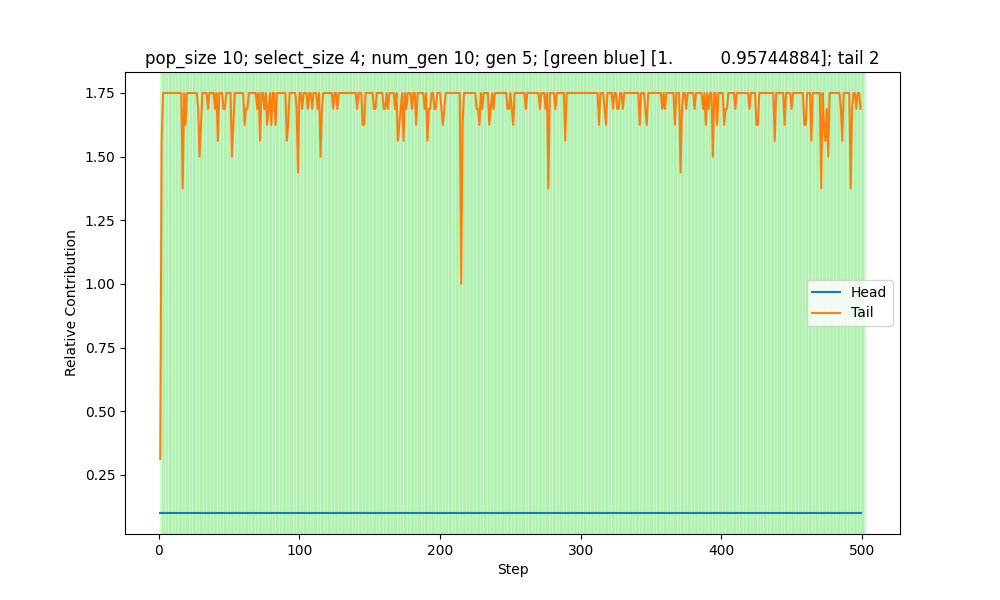 pop_size 10; select_size 4; num_gen 10; gen 5; [green blue] [1.         0.95744884]; tail 2
1.75
1.50
1.25
1.00
0.75
0.50
0.25
Relative Contribution
Head
Tail
0 100 200 300 400 500
Step